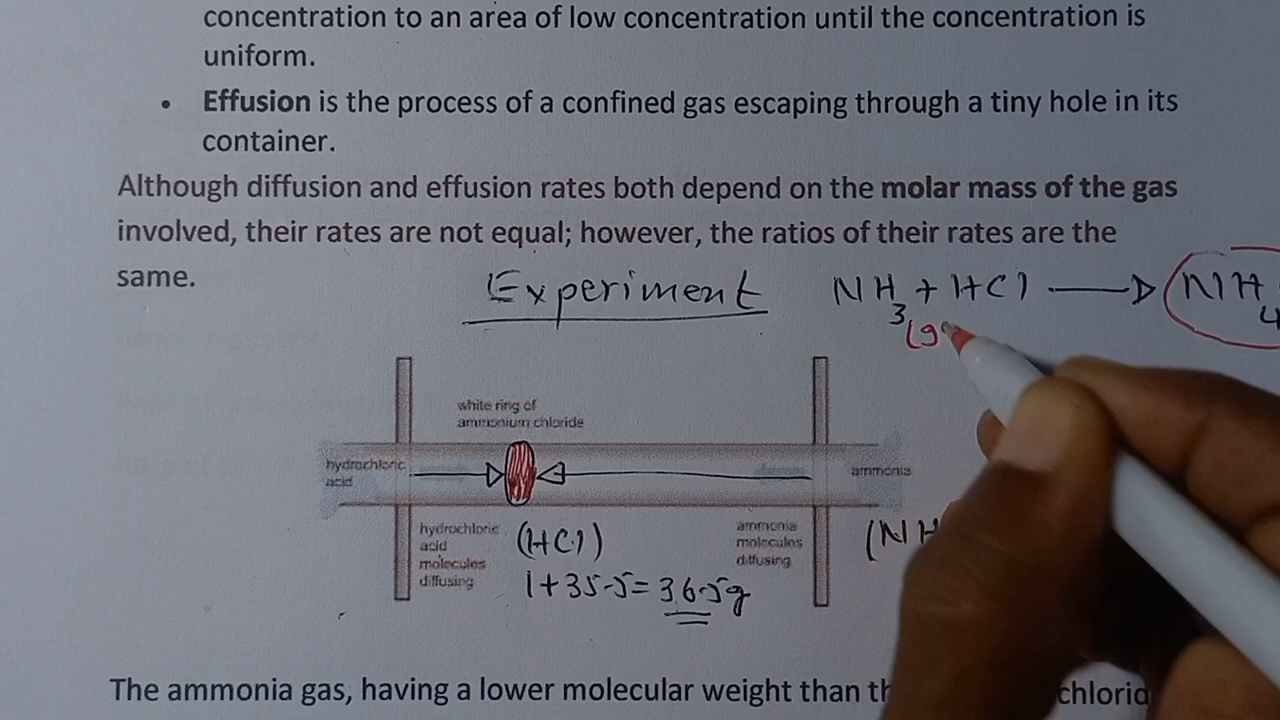 concentration to an area of low concentration until the concentration is
uniform.
• Effusion is the process of a confined gas escaping through a tiny hole in its
container.
Although diffusion and effusion rates both depend on the molar mass of the gas
involved, their rates are not equal; however, the ratios of their rates are the
same.
Experiment
NH3 + HCl → NH4
(g
white ring of
ammonium chloride
hydrochloric
acid
ammonia
hydrochloric
acid
molecules
diffusing
(HCl)
1+35.5=36.5g
ammonia
molecules
diffusing
(NH
The ammonia gas, having a lower molecular weight than